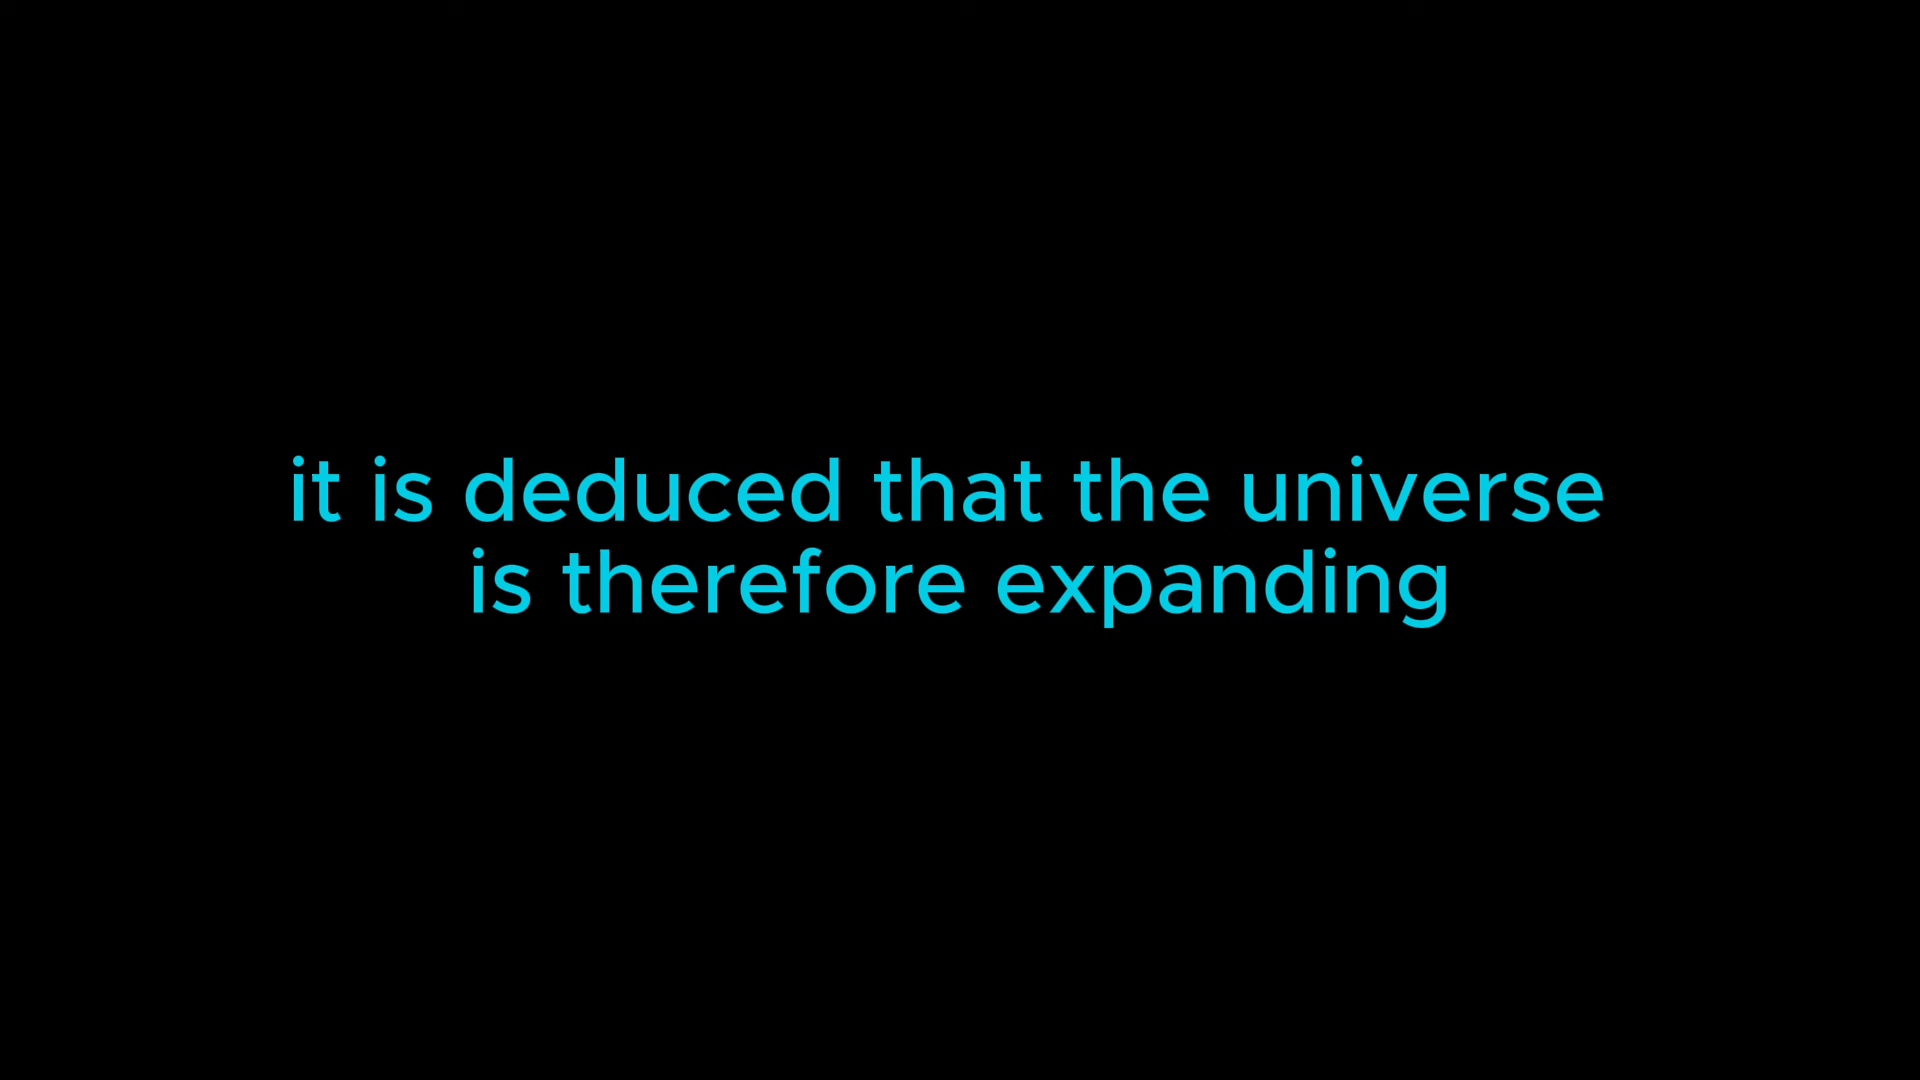 it is deduced that the universe
is therefore expanding